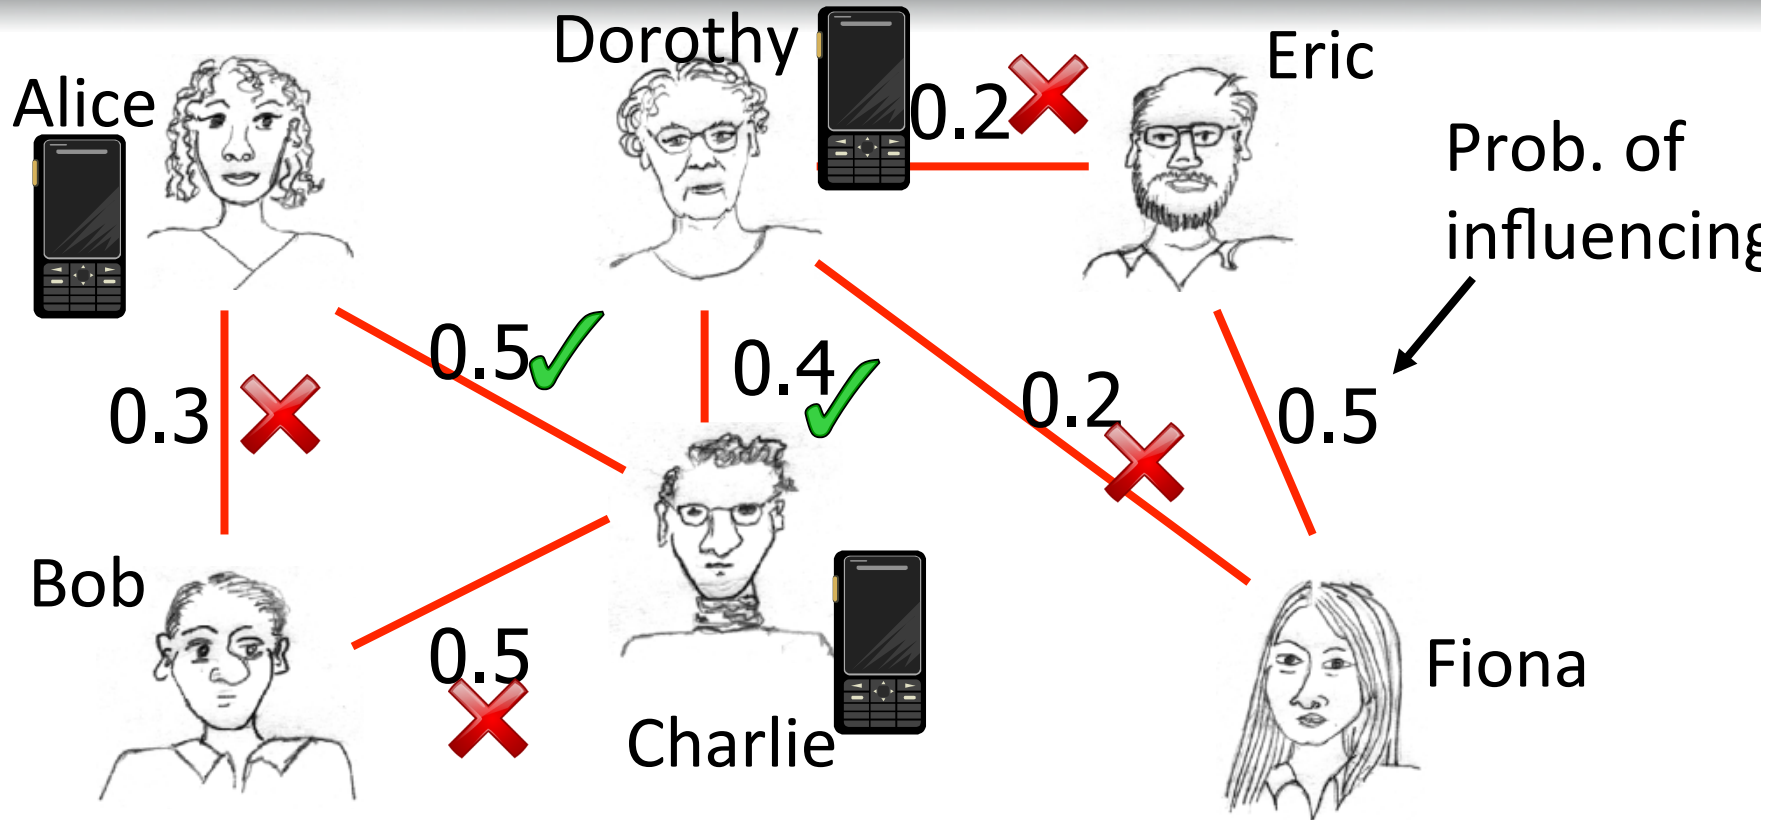 Dorothy
Eric
Alice
0.2
Prob. of
influencing
0.5
0.4
0.3
0.2
0.5
Bob
0.5
Fiona
Charlie